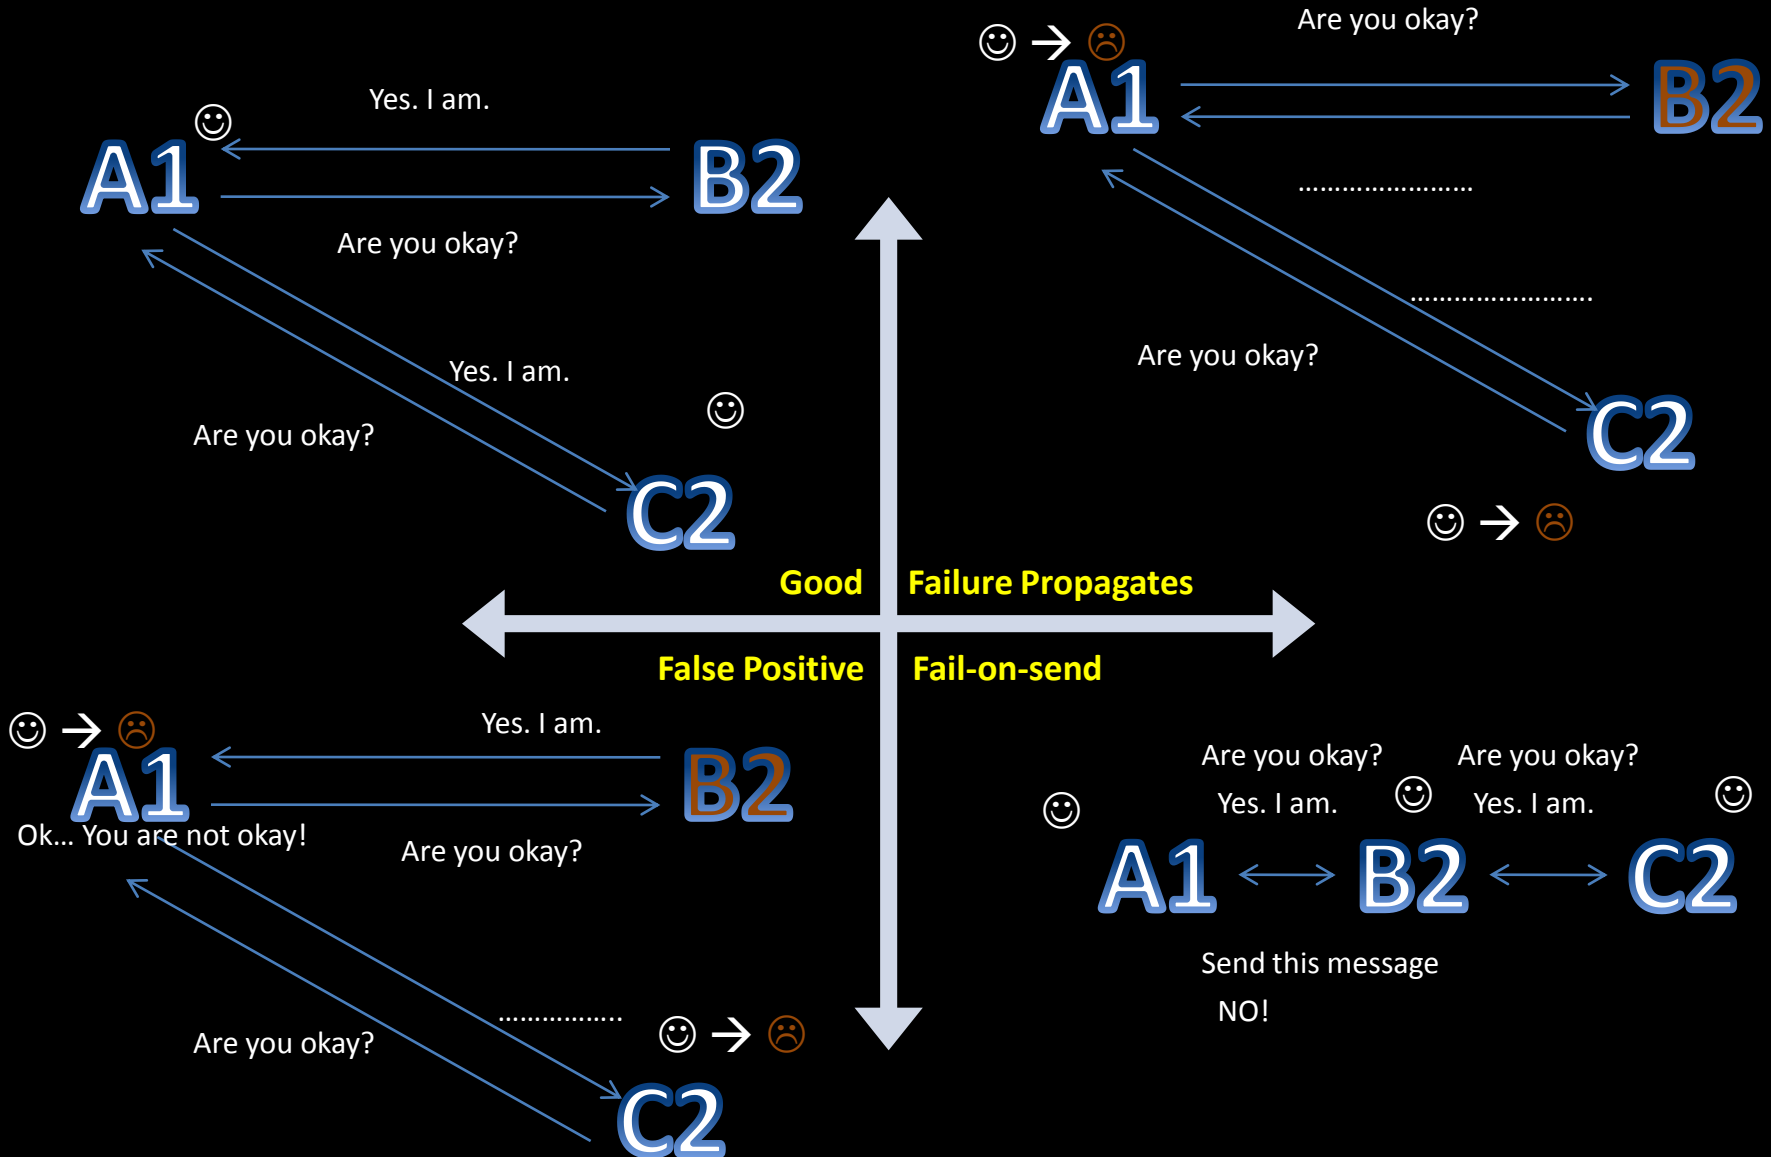 Yes. I am.
A1
B2
Are you okay?
Yes. I am.
Are you okay?
C2
Are you okay?
A1
B2
........................
.........................
Are you okay?
C2
Good
Failure Propagates
False Positive
Fail-on-send
Yes. I am.
A1
B2
Ok... You are not okay!
Are you okay?
.................
Are you okay?
C2
Are you okay?
Are you okay?
Yes. I am.
Yes. I am.
A1
B2
C2
Send this message
NO!